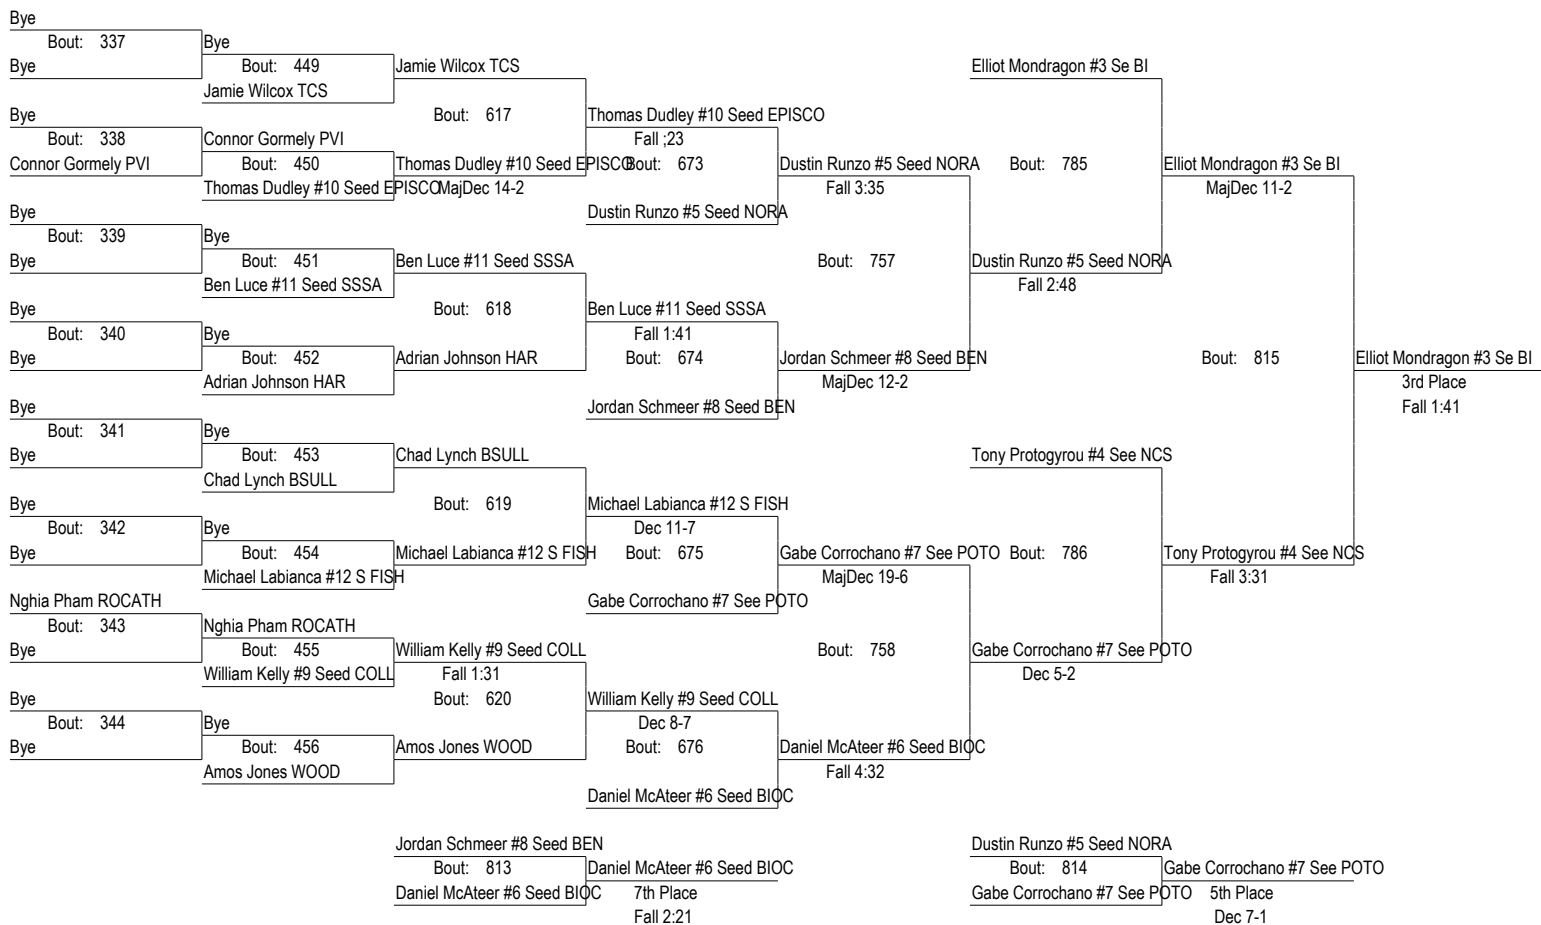 Bye
Bout: 337
Bye
Bye
Bout: 449
Jamie Wilcox TCS
Jamie Wilcox TCS
Elliot Mondragon #3 Se BI
Bye
Bout: 338
Connor Gormely PVI
Connor Gormely PVI
Bout: 450
Thomas Dudley #10 Seed EPISCO
Bout: 617
Thomas Dudley #10 Seed EPISCO
MajDec 14-2
Thomas Dudley #10 Seed EPISCO
Fall ;23
Bout: 673
Dustin Runzo #5 Seed NORA
Dustin Runzo #5 Seed NORA
Fall 3:35
Bout: 785
Elliot Mondragon #3 Se BI
MajDec 11-2
Bye
Bout: 339
Bye
Bye
Bout: 451
Ben Luce #11 Seed SSSA
Ben Luce #11 Seed SSSA
Bout: 757
Dustin Runzo #5 Seed NORA
Fall 2:48
Bye
Bout: 340
Bye
Bye
Bout: 452
Adrian Johnson HAR
Bout: 618
Adrian Johnson HAR
Ben Luce #11 Seed SSSA
Fall 1:41
Bout: 674
Jordan Schmeer #8 Seed BEN
Jordan Schmeer #8 Seed BEN
MajDec 12-2
Bout: 815
Elliot Mondragon #3 Se BI
3rd Place
Fall 1:41
Bye
Bout: 341
Bye
Bye
Bout: 453
Chad Lynch BSULL
Chad Lynch BSULL
Tony Protogyrou #4 See NCS
Bye
Bout: 342
Bye
Bye
Bout: 454
Michael Labianca #12 S FISH
Bout: 619
Michael Labianca #12 S FISH
Michael Labianca #12 S FISH
Dec 11-7
Bout: 675
Gabe Corrochano #7 See POTO
Gabe Corrochano #7 See POTO
MajDec 19-6
Bout: 786
Tony Protogyrou #4 See NCS
Fall 3:31
Nghia Pham ROCATH
Bout: 343
Bye
Nghia Pham ROCATH
Bout: 455
William Kelly #9 Seed COLL
William Kelly #9 Seed COLL
Fall 1:31
Bout: 758
Gabe Corrochano #7 See POTO
Dec 5-2
Bye
Bout: 344
Bye
Bye
Bout: 456
Amos Jones WOOD
Bout: 620
Amos Jones WOOD
William Kelly #9 Seed COLL
Dec 8-7
Bout: 676
Daniel McAteer #6 Seed BIOC
Daniel McAteer #6 Seed BIOC
Fall 4:32
Jordan Schmeer #8 Seed BEN
Bout: 813
Daniel McAteer #6 Seed BIOC
Daniel McAteer #6 Seed BIOC
7th Place
Fall 2:21
Dustin Runzo #5 Seed NORA
Bout: 814
Gabe Corrochano #7 See POTO
Gabe Corrochano #7 See POTO
5th Place
Dec 7-1